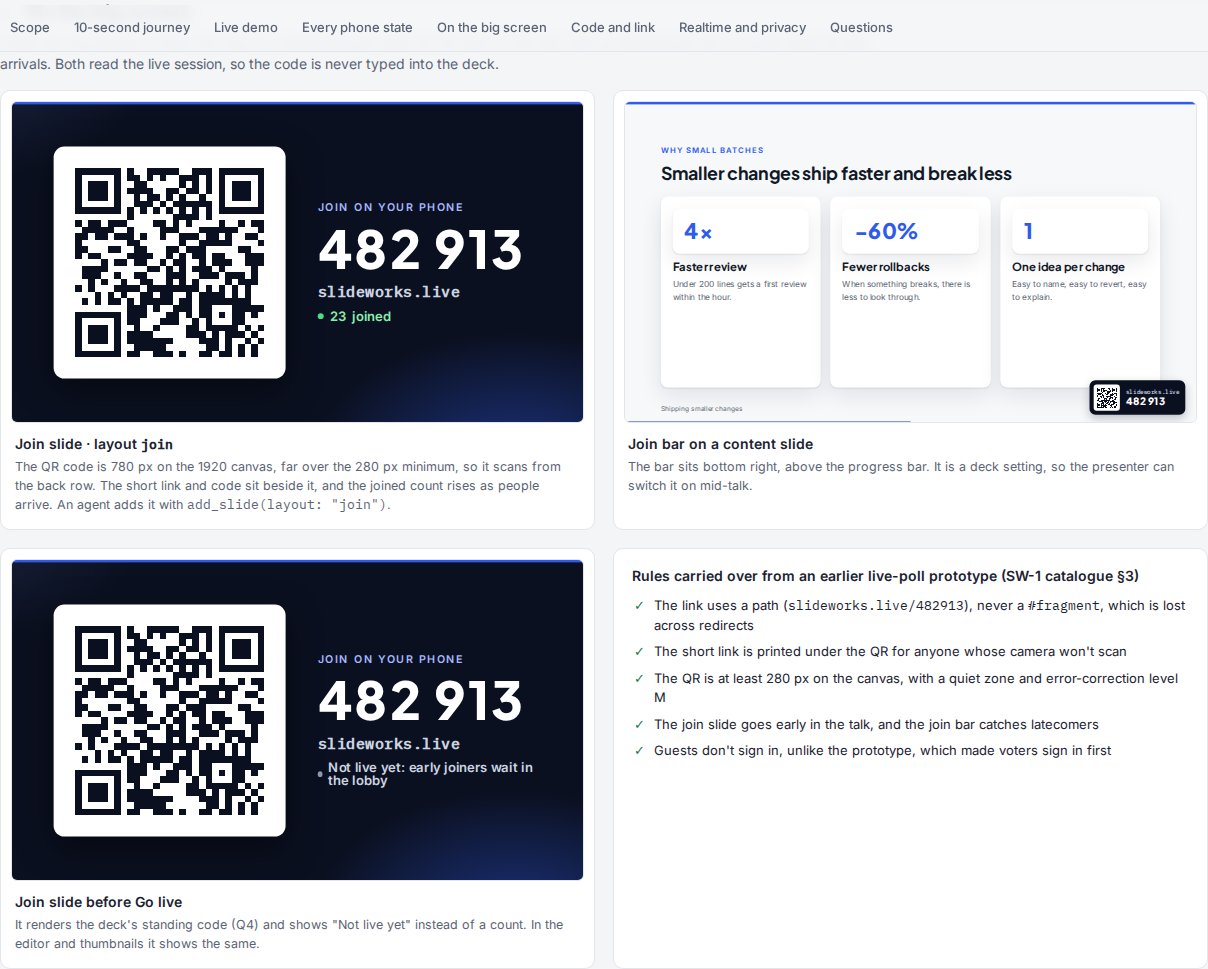 Scope 10-second journey Live demo Every phone state On the big screen Code and link Realtime and privacy Questions
arrivals. Both read the live session, so the code is never typed into the deck.
JOIN ON YOUR PHONE
482 913
slideworks.live
23 joined
Join slide · layout join
The QR code is 780 px on the 1920 canvas, far over the 280 px minimum, so it scans from
the back row. The short link and code sit beside it, and the joined count rises as people
arrive. An agent adds it with add_slide(layout: "join").
WHY SMALL BATCHES
Smaller changes ship faster and break less
4×
Faster review
Under 200 lines gets a first review
within the hour.
−60%
Fewer rollbacks
When something breaks, there is
less to look through.
1
One idea per change
Easy to name, easy to revert, easy
to explain.
Shipping smaller changes
slideworks.live
482 913
Join bar on a content slide
The bar sits bottom right, above the progress bar. It is a deck setting, so the presenter can
switch it on mid-talk.
JOIN ON YOUR PHONE
482 913
slideworks.live
Not live yet: early joiners wait in
the lobby
Join slide before Go live
It renders the deck's standing code (Q4) and shows "Not live yet" instead of a count. In the
editor and thumbnails it shows the same.
Rules carried over from an earlier live-poll prototype (SW-1 catalogue §3)
✓ The link uses a path (slideworks.live/482913), never a #fragment, which is lost
across redirects
✓ The short link is printed under the QR for anyone whose camera won't scan
✓ The QR is at least 280 px on the canvas, with a quiet zone and error-correction level
M
✓ The join slide goes early in the talk, and the join bar catches latecomers
✓ Guests don't sign in, unlike the prototype, which made voters sign in first